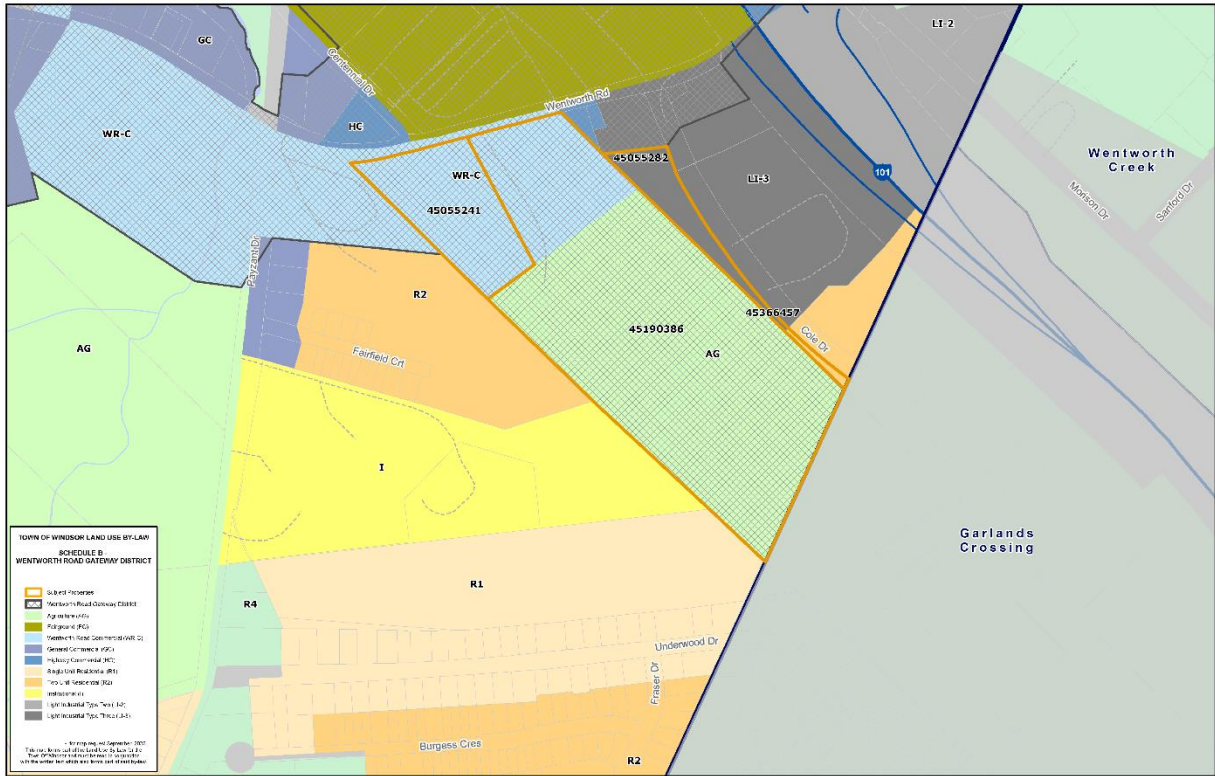 LI-2
GC
Centennial Dr
Wentworth Rd
HC
WR-C
45055282
Wentworth
Creek
WR-C
LI-3
101
Morison Dr
Sanford Dr
45055241
Payzant Dr
R2
45366457
45190386
Cole Dr
AG
AG
Fairfield Crt
I
Garlands
Crossing
TOWN OF WINDSOR LAND USE BY-LAW
SCHEDULE B -
WENTWORTH ROAD GATEWAY DISTRICT
Subject Properties
Wentworth Road Gateway District
Agriculture (AG)
Fairground (FG)
Wentworth Road Commercial (WR-C)
General Commercial (GC)
Highway Commercial (HC)
Single Unit Residential (R1)
Two Unit Residential (R2)
Institutional (I)
Light Industrial Type Two (LI-2)
Light Industrial Type Three (LI-3)
R1
R4
Underwood Dr
Fraser Dr
Burgess Cres
R2